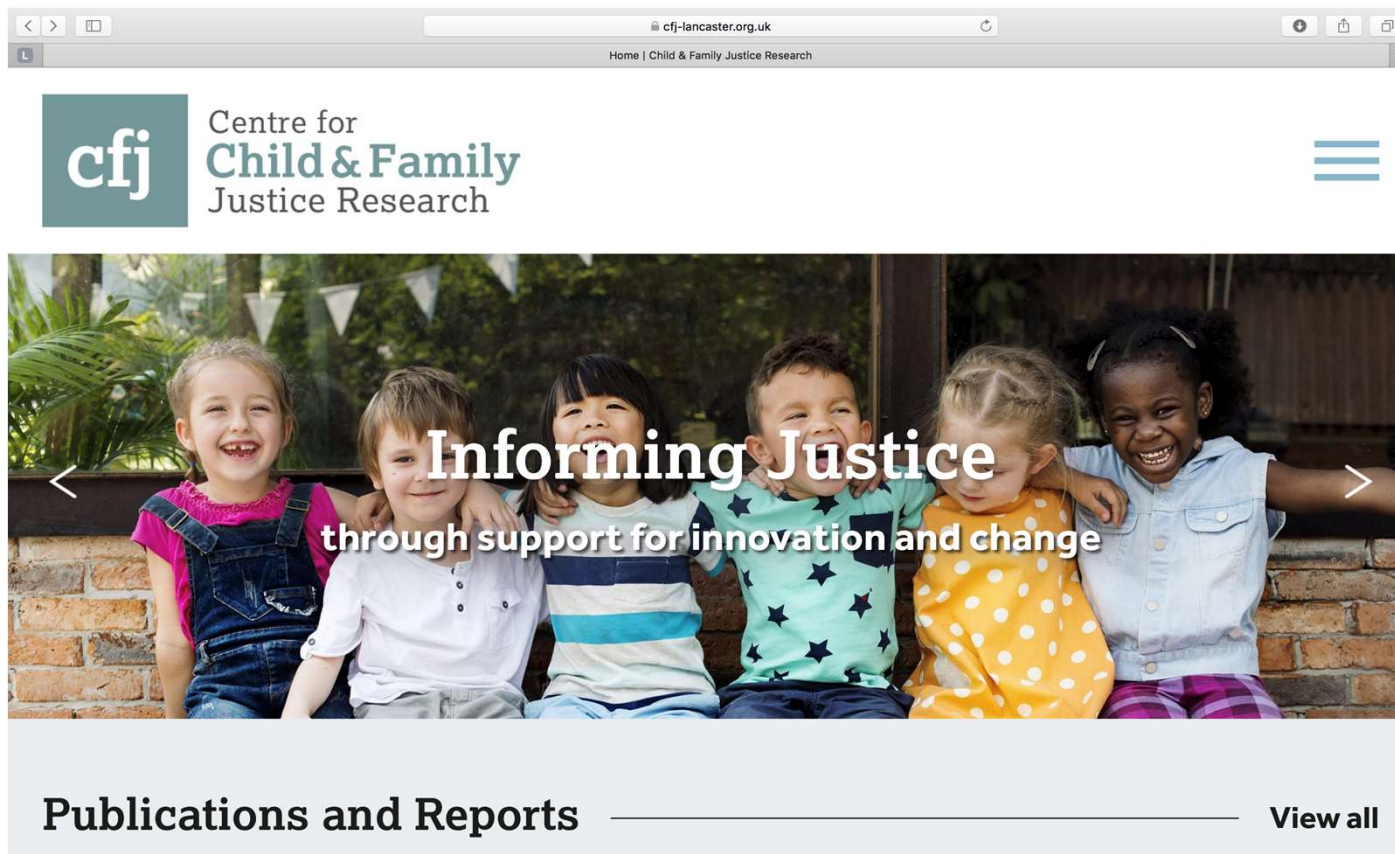 cfj-lancaster.org.uk
L
Home | Child & Family Justice Research
cfj
Centre for
Child & Family
Justice Research
Informing Justice
through support for innovation and change
Publications and Reports
View all